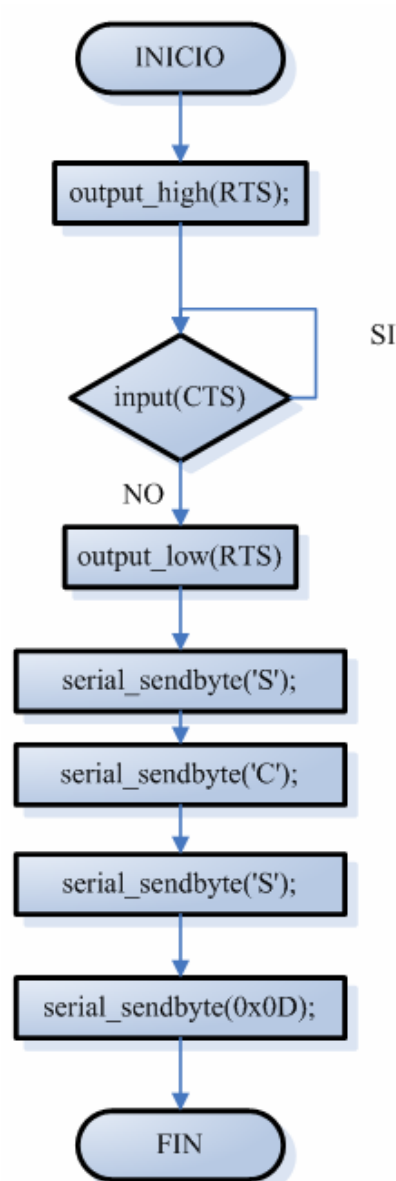 INICIO
output_high(RTS);
SI
input(CTS)
NO
output_low(RTS)
serial_sendbyte('S');
serial_sendbyte('C');
serial_sendbyte('S');
serial_sendbyte(0x0D);
FIN